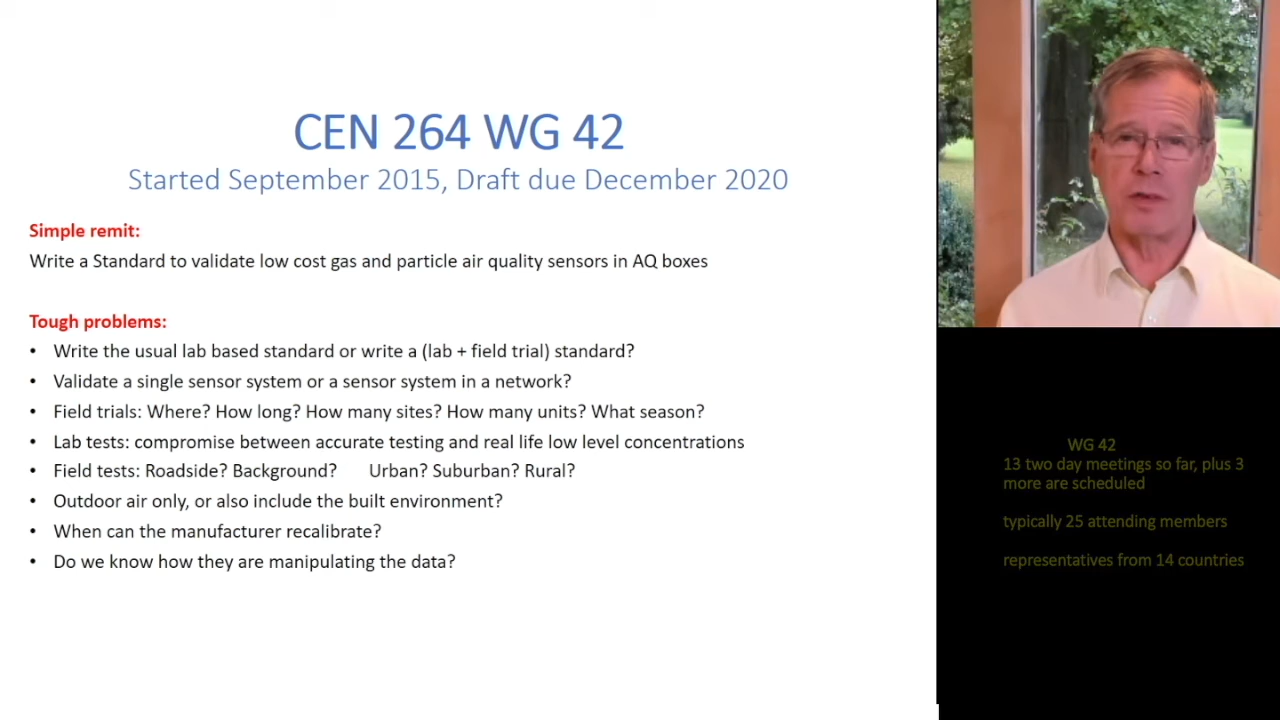 CEN 264 WG 42
Started September 2015, Draft due December 2020
Simple remit:
Write a Standard to validate low cost gas and particle air quality sensors in AQ boxes
Tough problems:
• Write the usual lab based standard or write a (lab + field trial) standard?
• Validate a single sensor system or a sensor system in a network?
• Field trials: Where? How long? How many sites? How many units? What season?
• Lab tests: compromise between accurate testing and real life low level concentrations
• Field tests: Roadside? Background? Urban? Suburban? Rural?
• Outdoor air only, or also include the built environment?
• When can the manufacturer recalibrate?
• Do we know how they are manipulating the data?
WG 42
13 two day meetings so far, plus 3
more are scheduled
typically 25 attending members
representatives from 14 countries